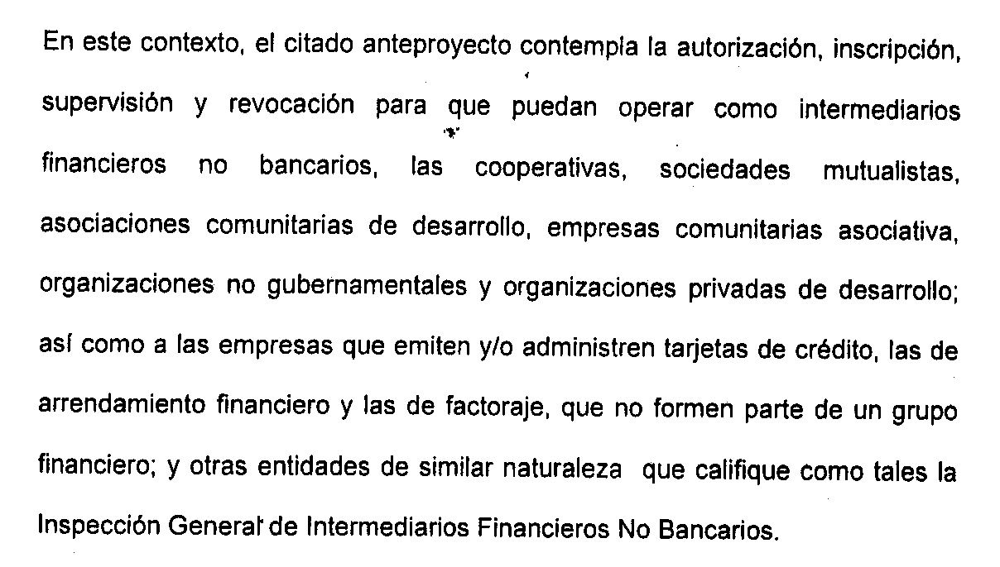 En este contexto, el citado anteproyecto contempla la autorización, inscripción,
supervisión y revocación para que puedan operar como intermediarios
financieros no bancarios, las cooperativas, sociedades mutualistas,
asociaciones comunitarias de desarrollo, empresas comunitarias asociativa,
organizaciones no gubernamentales y organizaciones privadas de desarrollo;
así como a las empresas que emiten y/o administren tarjetas de crédito, las de
arrendamiento financiero y las de factoraje, que no formen parte de un grupo
financiero; y otras entidades de similar naturaleza que califique como tales la
Inspección General de Intermediarios Financieros No Bancarios.